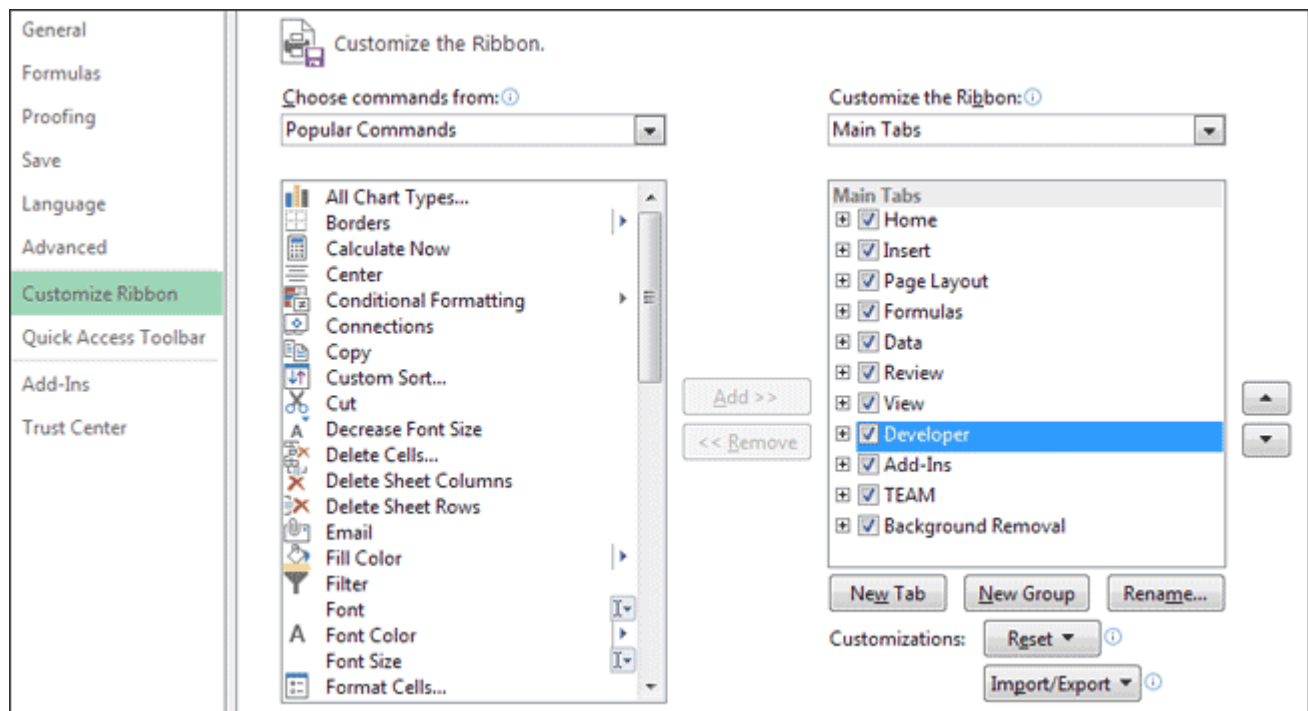 General
Formulas
Proofing
Save
Language
Advanced
Customize Ribbon
Quick Access Toolbar
Add-Ins
Trust Center
Customize the Ribbon.
Choose commands from:
Popular Commands
All Chart Types...
Borders
Calculate Now
Center
Conditional Formatting
Connections
Copy
Custom Sort...
Cut
Decrease Font Size
Delete Cells...
Delete Sheet Columns
Delete Sheet Rows
Email
Fill Color
Filter
Font
Font Color
Font Size
Format Cells...
Add >>
<< Remove
Customize the Ribbon:
Main Tabs
Main Tabs
Home
Insert
Page Layout
Formulas
Data
Review
View
Developer
Add-Ins
TEAM
Background Removal
New Tab
New Group
Rename...
Customizations:
Reset
Import/Export